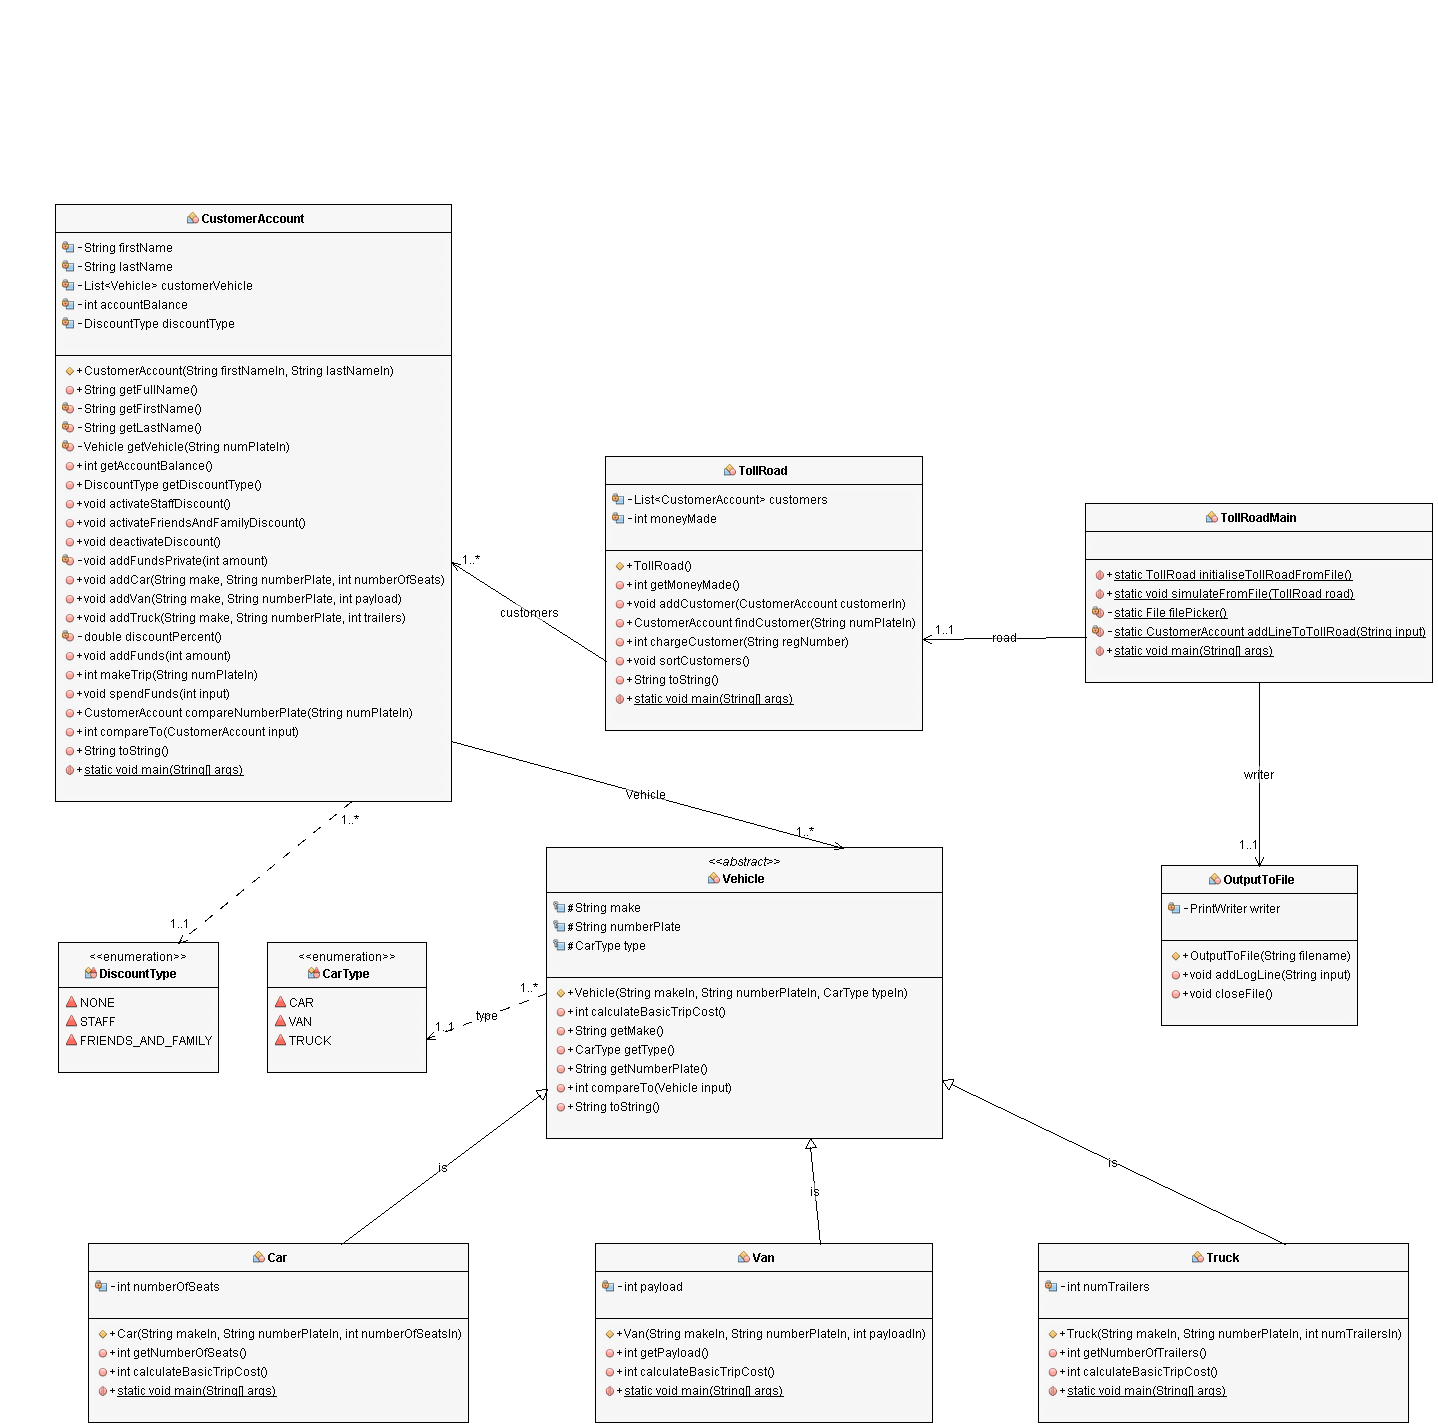 CustomerAccount
-String firstName
-String lastName
-List<Vehicle> customerVehicle
-int accountBalance
-DiscountType discountType
+CustomerAccount(String firstNameIn, String lastNameIn)
+String getFullName()
-String getFirstName()
-String getLastName()
-Vehicle getVehicle(String numPlateIn)
+int getAccountBalance()
+DiscountType getDiscountType()
+void activateStaffDiscount()
+void activateFriendsAndFamilyDiscount()
+void deactivateDiscount()
-void addFundsPrivate(int amount)
+void addCar(String make, String numberPlate, int numberOfSeats)
+void addVan(String make, String numberPlate, int payload)
+void addTruck(String make, String numberPlate, int trailers)
-double discountPercent()
+void addFunds(int amount)
+int makeTrip(String numPlateIn)
+void spendFunds(int input)
+CustomerAccount compareNumberPlate(String numPlateIn)
+int compareTo(CustomerAccount input)
+String toString()
+static void main(String[] args)
1..*
customers
TollRoad
-List<CustomerAccount> customers
-int moneyMade
+TollRoad()
+int getMoneyMade()
+void addCustomer(CustomerAccount customerIn)
+CustomerAccount findCustomer(String numPlateIn)
+int chargeCustomer(String regNumber)
+void sortCustomers()
+String toString()
+static void main(String[] args)
1..1
road
TollRoadMain
+static TollRoad initialiseTollRoadFromFile()
+static void simulateFromFile(TollRoad road)
-static File filePicker()
-static CustomerAccount addLineToTollRoad(String input)
+static void main(String[] args)
writer
1..1
Vehicle
1..*
1..*
1..1
<<enumeration>>
DiscountType
NONE
STAFF
FRIENDS_AND_FAMILY
<<enumeration>>
CarType
CAR
VAN
TRUCK
1..*
type
1..1
<<abstract>>
Vehicle
#String make
#String numberPlate
#CarType type
+Vehicle(String makeIn, String numberPlateIn, CarType typeIn)
+int calculateBasicTripCost()
+String getMake()
+CarType getType()
+String getNumberPlate()
+int compareTo(Vehicle input)
+String toString()
OutputToFile
-PrintWriter writer
+OutputToFile(String filename)
+void addLogLine(String input)
+void closeFile()
is
is
is
Car
-int numberOfSeats
+Car(String makeIn, String numberPlateIn, int numberOfSeatsIn)
+int getNumberOfSeats()
+int calculateBasicTripCost()
+static void main(String[] args)
Van
-int payload
+Van(String makeIn, String numberPlateIn, int payloadIn)
+int getPayload()
+int calculateBasicTripCost()
+static void main(String[] args)
Truck
-int numTrailers
+Truck(String makeIn, String numberPlateIn, int numTrailersIn)
+int getNumberOfTrailers()
+int calculateBasicTripCost()
+static void main(String[] args)